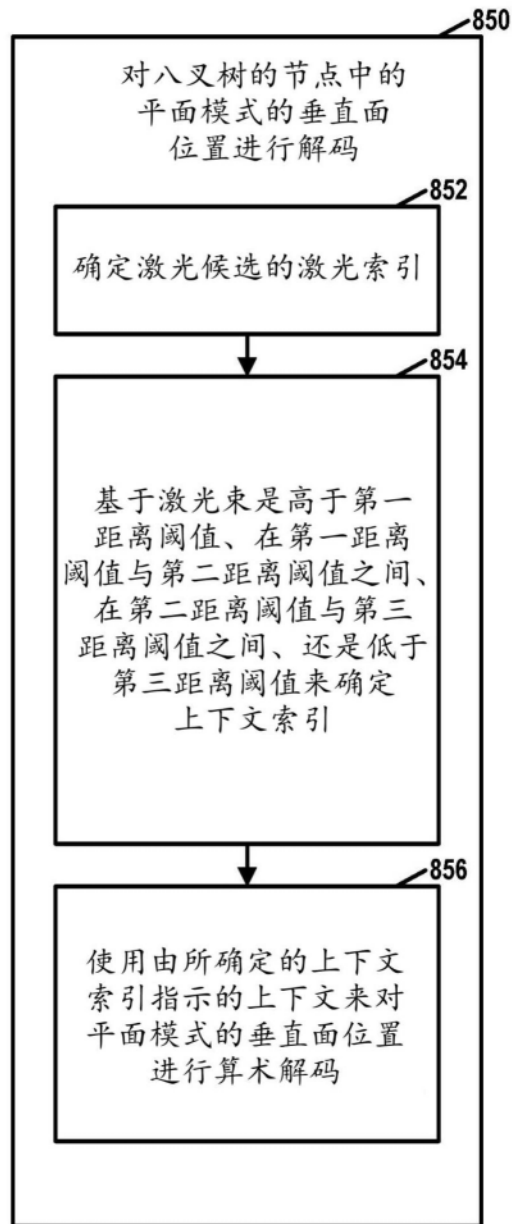 850
对八叉树的节点中的
平面模式的垂直面
位置进行解码
852
确定激光候选的激光索引
854
基于激光束是高于第一
距离阈值、在第一距离
阈值与第二距离阈值之间、
在第二距离阈值与第三
距离阈值之间、还是低于
第三距离阈值来确定
上下文索引
856
使用由所确定的上下文
索引指示的上下文来对
平面模式的垂直面位置
进行算术解码